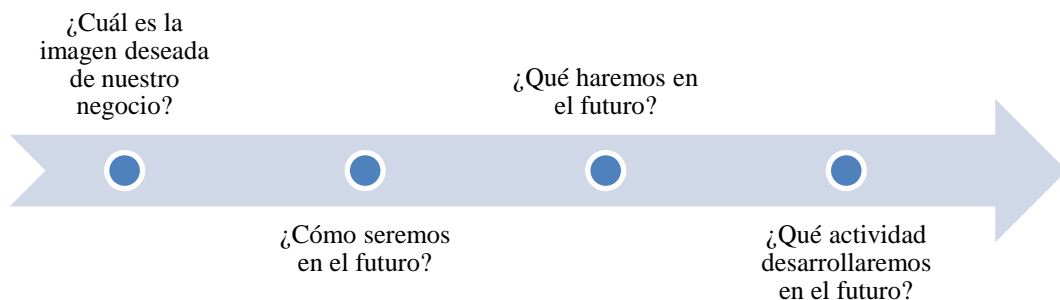 ¿Cuál es la
imagen deseada
de nuestro
negocio?
¿Cómo seremos
en el futuro?
¿Qué haremos en
el futuro?
¿Qué actividad
desarrollaremos
en el futuro?